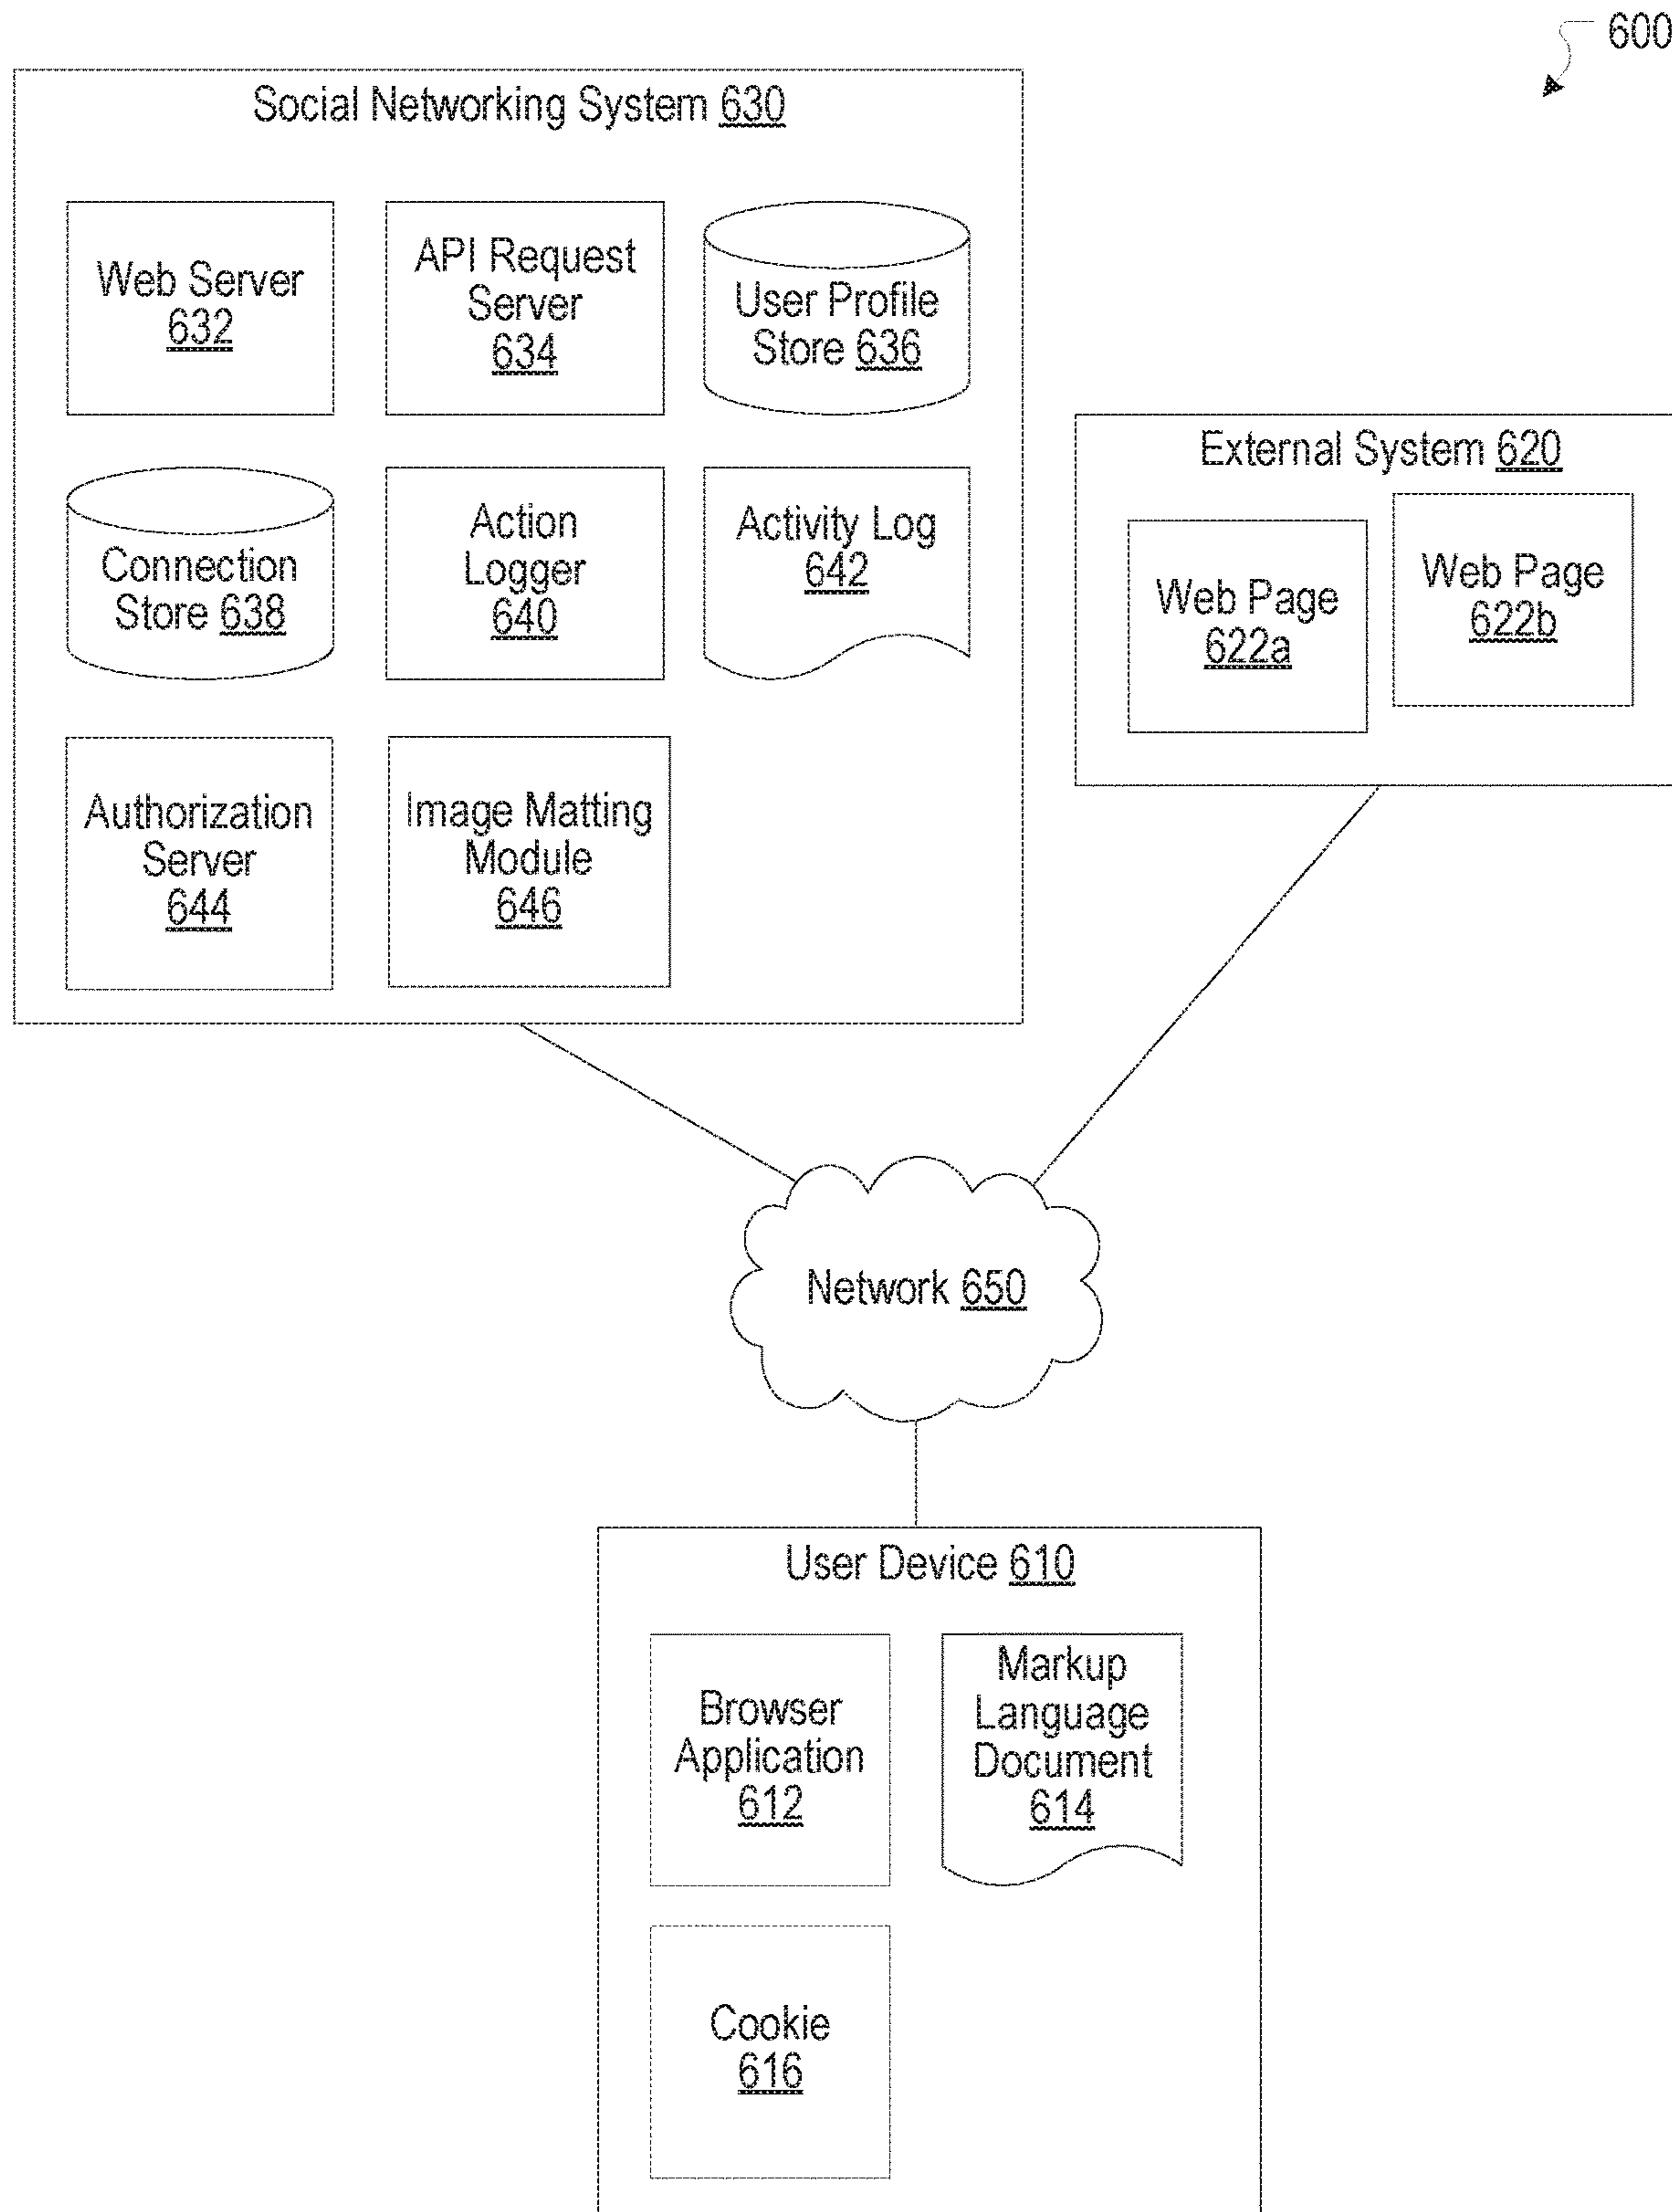 600
Social Networking System 630
Web Server
632
API Request
Server
634
User Profile
Store 636
Connection
Store 638
Action
Logger
640
Activity Log
642
Authorization
Server
644
Image Matting
Module
646
External System 620
Web Page
622a
Web Page
622b
Network 650
User Device 610
Browser
Application
612
Markup
Language
Document
614
Cookie
616